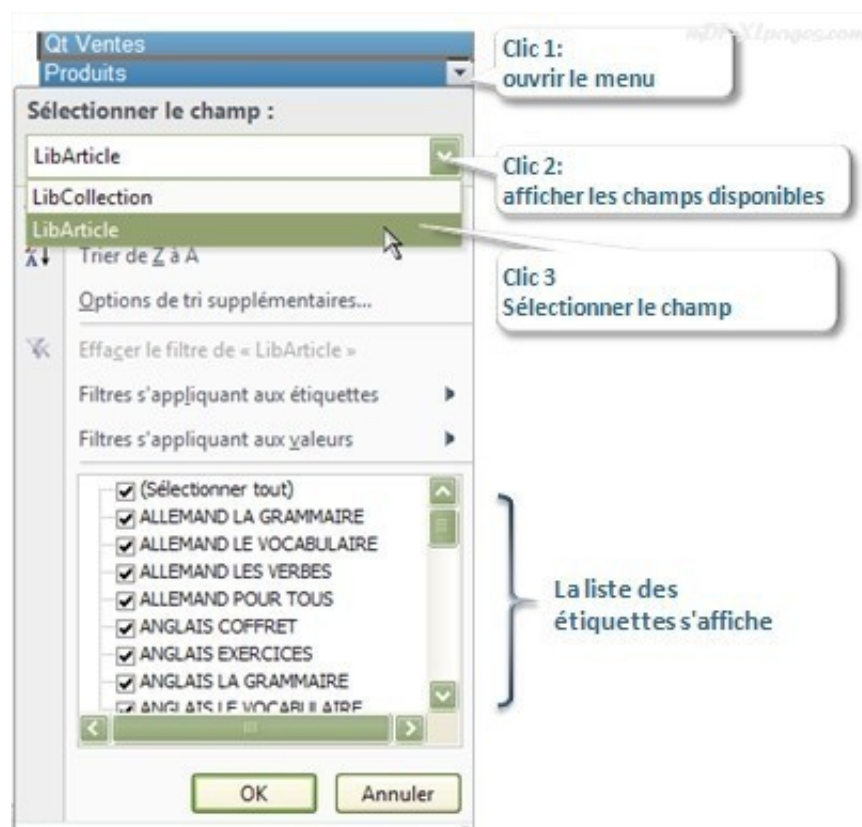 Qt Ventes
Produits
Clic 1:
ouvrir le menu
Sélectionner le champ :
LibArticle
Clic 2:
afficher les champs disponibles
LibCollection
LibArticle
Trier de Z à A
Clic 3
Sélectionner le champ
Options de tri supplémentaires...
Effacer le filtre de « LibArticle »
Filtres s'appliquant aux étiquettes
Filtres s'appliquant aux valeurs
(Sélectionner tout)
ALLEMAND LA GRAMMAIRE
ALLEMAND LE VOCABULAIRE
ALLEMAND LES VERBES
ALLEMAND POUR TOUS
ANGLAIS COFFRET
ANGLAIS EXERCICES
ANGLAIS LA GRAMMAIRE
ANGLAIS LE VOCABULAIRE
La liste des
étiquettes s'affiche
OK
Annuler